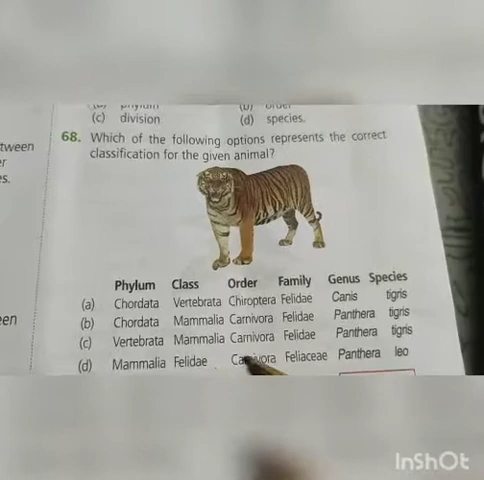 (c) division (d) species.
68. Which of the following options represents the correct
tween
classification for the given animal?
s.
Phylum Class Order Family Genus Species
(a) Chordata Vertebrata Chiroptera Felidae Canis tigris
(b) Chordata Mammalia Carnivora Felidae Panthera tigris
een
(c) Vertebrata Mammalia Carnivora Felidae Panthera tigris
(d) Mammalia Felidae Carnivora Feliaceae Panthera leo
InShOt